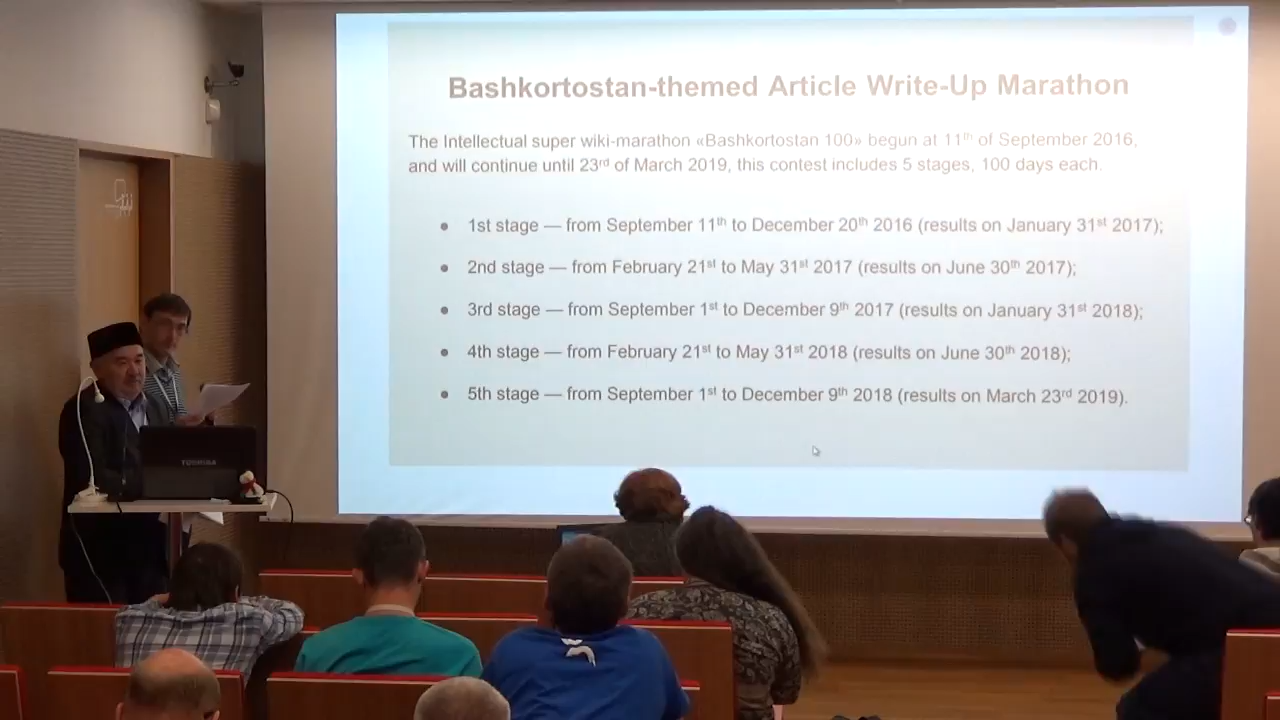 Bashkortostan-themed Article Write-Up Marathon
The Intellectual super wiki-marathon «Bashkortostan 100» begun at 11th of September 2016,
and will continue until 23rd of March 2019, this contest includes 5 stages, 100 days each.
• 1st stage — from September 11th to December 20th 2016 (results on January 31st 2017);
• 2nd stage — from February 21st to May 31st 2017 (results on June 30th 2017);
• 3rd stage — from September 1st to December 9th 2017 (results on January 31st 2018);
• 4th stage — from February 21st to May 31st 2018 (results on June 30th 2018);
• 5th stage — from September 1st to December 9th 2018 (results on March 23rd 2019).
TOSHIBA